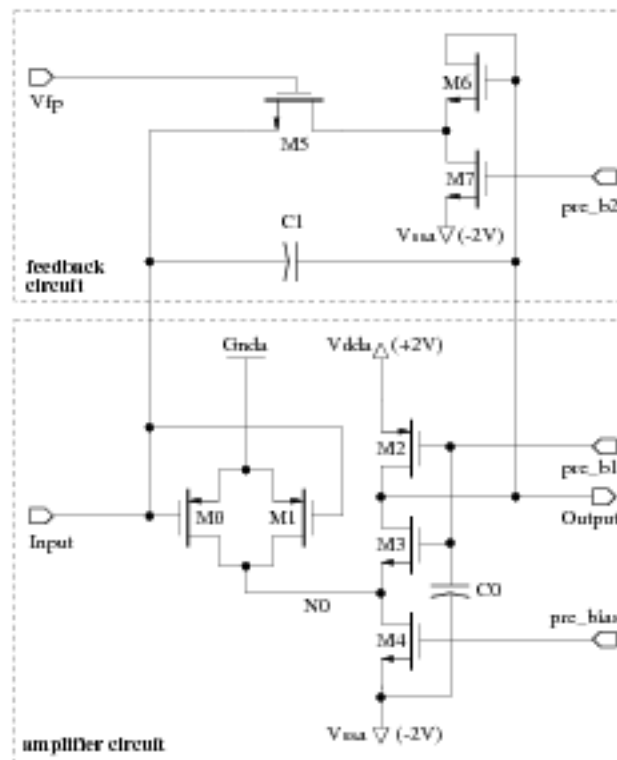 M6
Vfp
M5
M7
pre_b2
C1
Vssa (-2V)
feedback
circuit
Gnda
Vdda (+2V)
M2
pre_b1
M0
M1
Output
Input
M3
N0
C0
pre_bias
M4
Vssa (-2V)
amplifier circuit